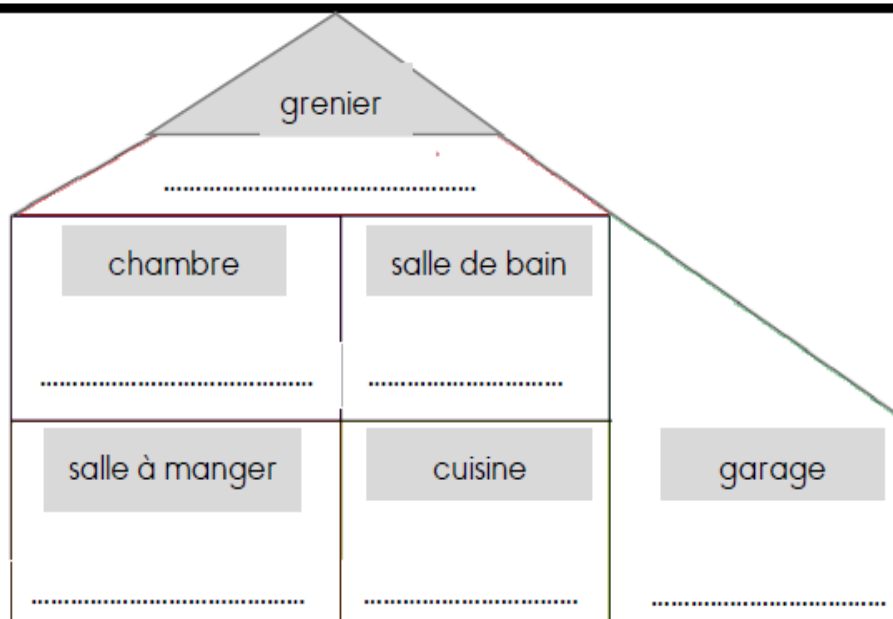 grenier
chambre
salle de bain
salle à manger
cuisine
garage